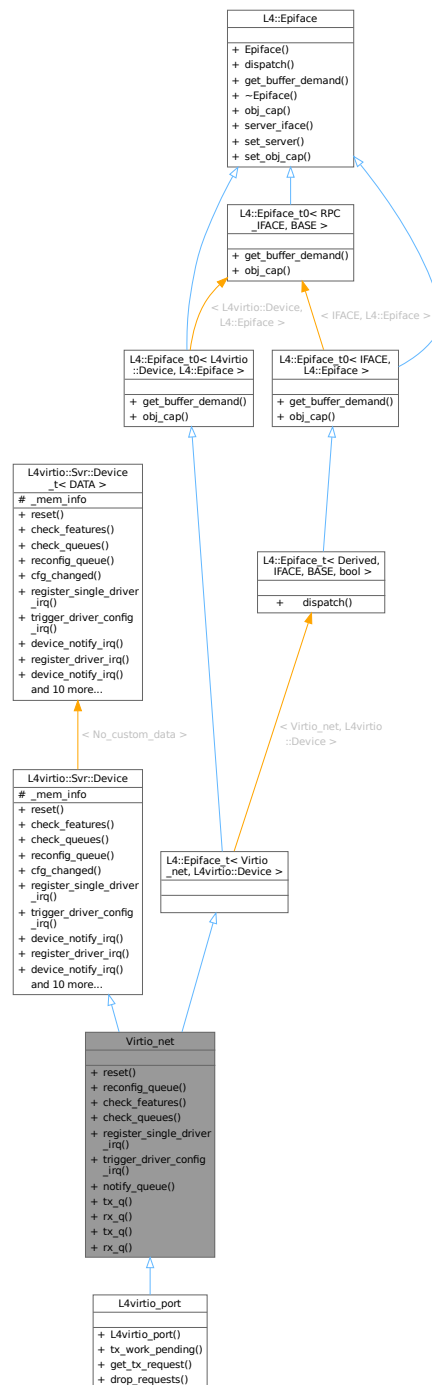 L4::Epiface
+ Epiface()
+ dispatch()
+ get_buffer_demand()
+ ~Epiface()
+ obj_cap()
+ server_iface()
+ set_server()
+ set_obj_cap()
L4::Epiface_t0< RPC
_IFACE, BASE >
+ get_buffer_demand()
+ obj_cap()
< L4virtio::Device,
L4::Epiface >
< IFACE, L4::Epiface >
L4::Epiface_t0< L4virtio
::Device, L4::Epiface >
+ get_buffer_demand()
+ obj_cap()
L4::Epiface_t0< IFACE,
L4::Epiface >
+ get_buffer_demand()
+ obj_cap()
L4virtio::Svr::Device
_t< DATA >
# _mem_info
+ reset()
+ check_features()
+ check_queues()
+ reconfig_queue()
+ cfg_changed()
+ register_single_driver
_irq()
+ trigger_driver_config
_irq()
+ device_notify_irq()
+ register_driver_irq()
+ device_notify_irq()
and 10 more...
L4::Epiface_t< Derived,
IFACE, BASE, bool >
+ dispatch()
< No_custom_data >
< Virtio_net, L4virtio
::Device >
L4virtio::Svr::Device
# _mem_info
+ reset()
+ check_features()
+ check_queues()
+ reconfig_queue()
+ cfg_changed()
+ register_single_driver
_irq()
+ trigger_driver_config
_irq()
+ device_notify_irq()
+ register_driver_irq()
+ device_notify_irq()
and 10 more...
L4::Epiface_t< Virtio
_net, L4virtio::Device >
Virtio_net
+ reset()
+ reconfig_queue()
+ check_features()
+ check_queues()
+ register_single_driver
_irq()
+ trigger_driver_config
_irq()
+ notify_queue()
+ tx_q()
+ rx_q()
+ tx_q()
+ rx_q()
L4virtio_port
+ L4virtio_port()
+ tx_work_pending()
+ get_tx_request()
+ drop_requests()